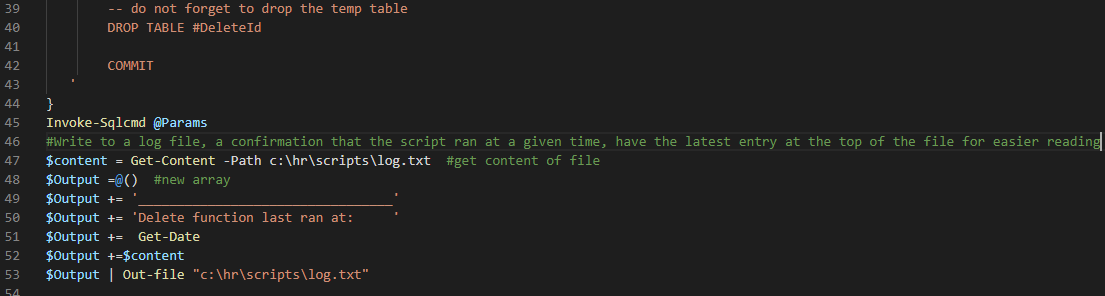 39 -- do not forget to drop the temp table
40 DROP TABLE #DeleteId
41
42 COMMIT
43 '
44 }
45 Invoke-Sqlcmd @Params
46 #Write to a log file, a confirmation that the script ran at a given time, have the latest entry at the top of the file for easier reading
47 $content = Get-Content -Path c:\hr\scripts\log.txt  #get content of file
48 $Output =@()  #new array
49 $Output += '________________________________'
50 $Output += 'Delete function last ran at:     '
51 $Output +=  Get-Date
52 $Output +=$content
53 $Output | Out-file "c:\hr\scripts\log.txt"
54